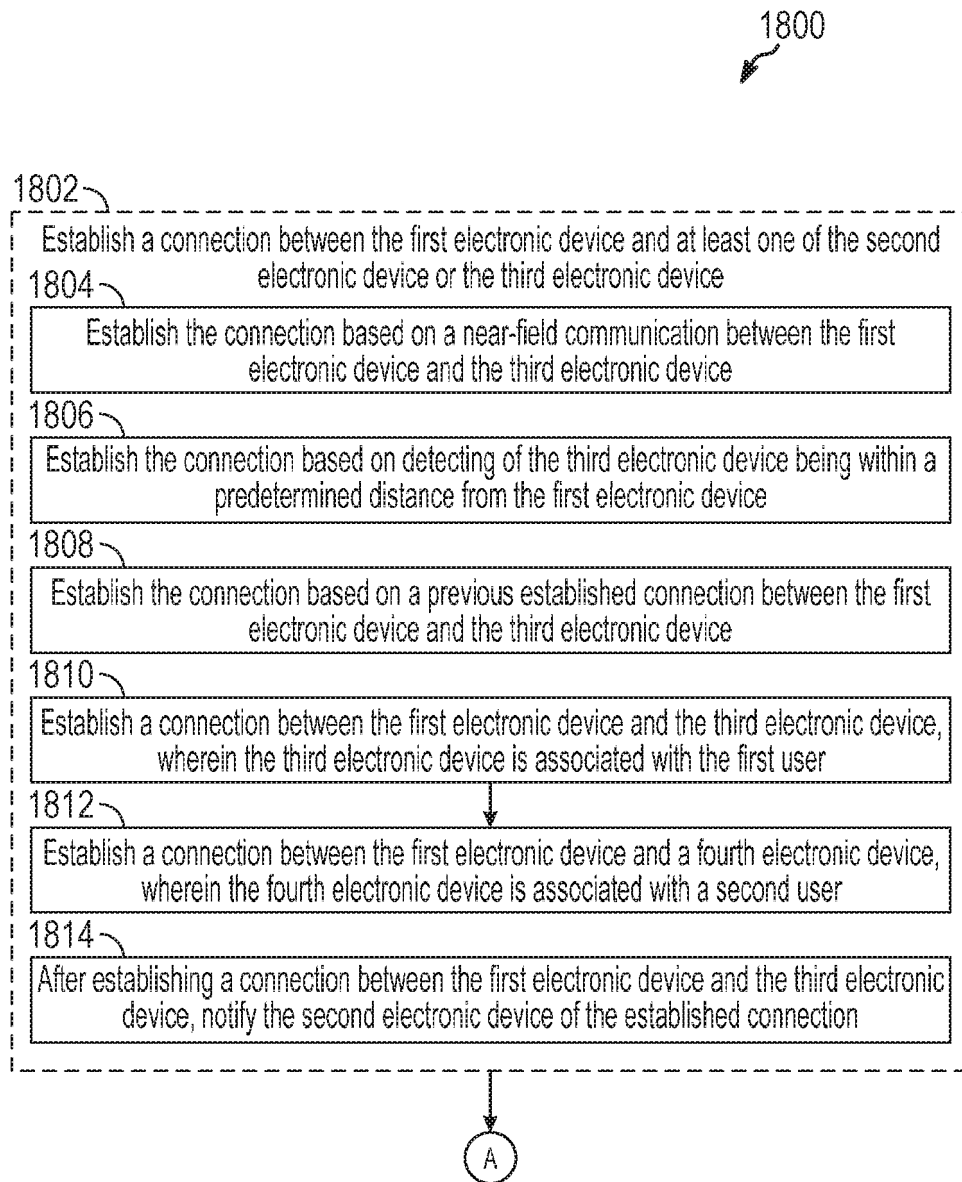 1800
1802
Establish a connection between the first electronic device and at least one of the second
electronic device or the third electronic device
1804
Establish the connection based on a near-field communication between the first
electronic device and the third electronic device
1806
Establish the connection based on detecting of the third electronic device being within a
predetermined distance from the first electronic device
1808
Establish the connection based on a previous established connection between the first
electronic device and the third electronic device
1810
Establish a connection between the first electronic device and the third electronic device,
wherein the third electronic device is associated with the first user
1812
Establish a connection between the first electronic device and a fourth electronic device,
wherein the fourth electronic device is associated with a second user
1814
After establishing a connection between the first electronic device and the third electronic
device, notify the second electronic device of the established connection
A